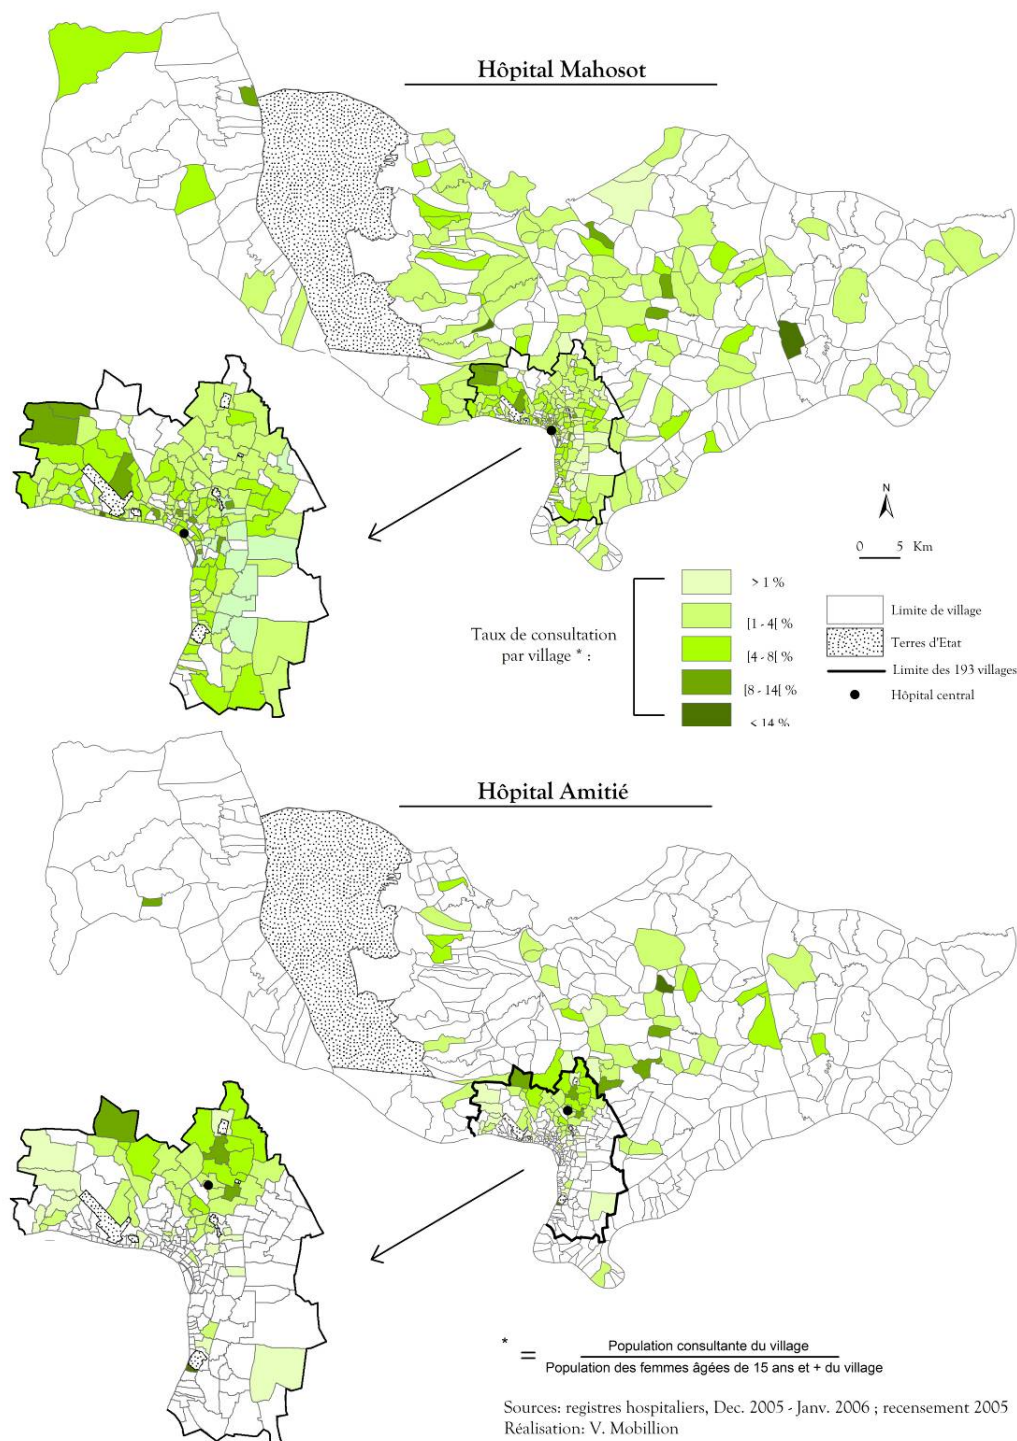 Hôpital Mahosot
N
0 5 Km
Taux de consultation
par village * :
> 1 %
[1 - 4[ %
[4 - 8[ %
[8 - 14[ %
< 14 %
Limite de village
Terres d'Etat
Limite des 193 villages
Hôpital central
Hôpital Amitié
* = Population consultante du village
Population des femmes âgées de 15 ans et + du village
Sources: registres hospitaliers, Dec. 2005 - Janv. 2006 ; recensement 2005
Réalisation: V. Mobillion